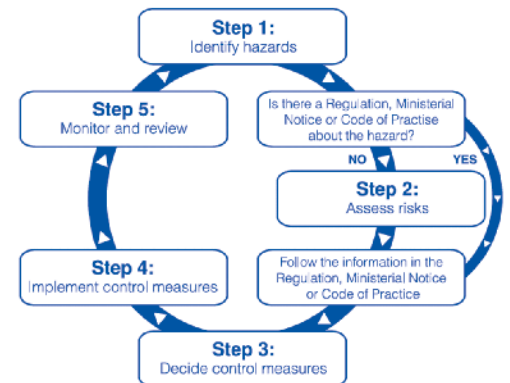 Step 1:
Identify hazards
Is there a Regulation, Ministerial
Notice or Code of Practise
about the hazard?
NO
YES
Step 2:
Assess risks
Follow the information in the
Regulation, Ministerial Notice
or Code of Practice
Step 3:
Decide control measures
Step 4:
Implement control measures
Step 5:
Monitor and review